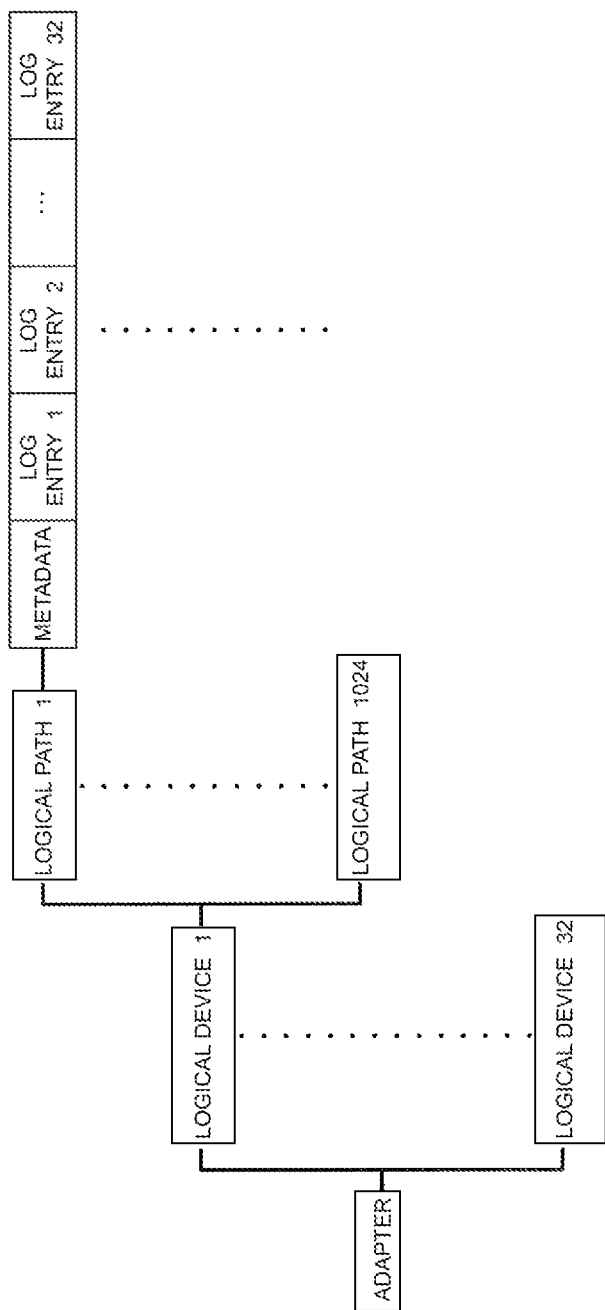 ADAPTER
LOGICAL DEVICE 1
LOGICAL DEVICE 32
LOGICAL PATH 1
LOGICAL PATH 1024
METADATA
LOG
ENTRY 1
LOG
ENTRY 2
...
LOG
ENTRY 32